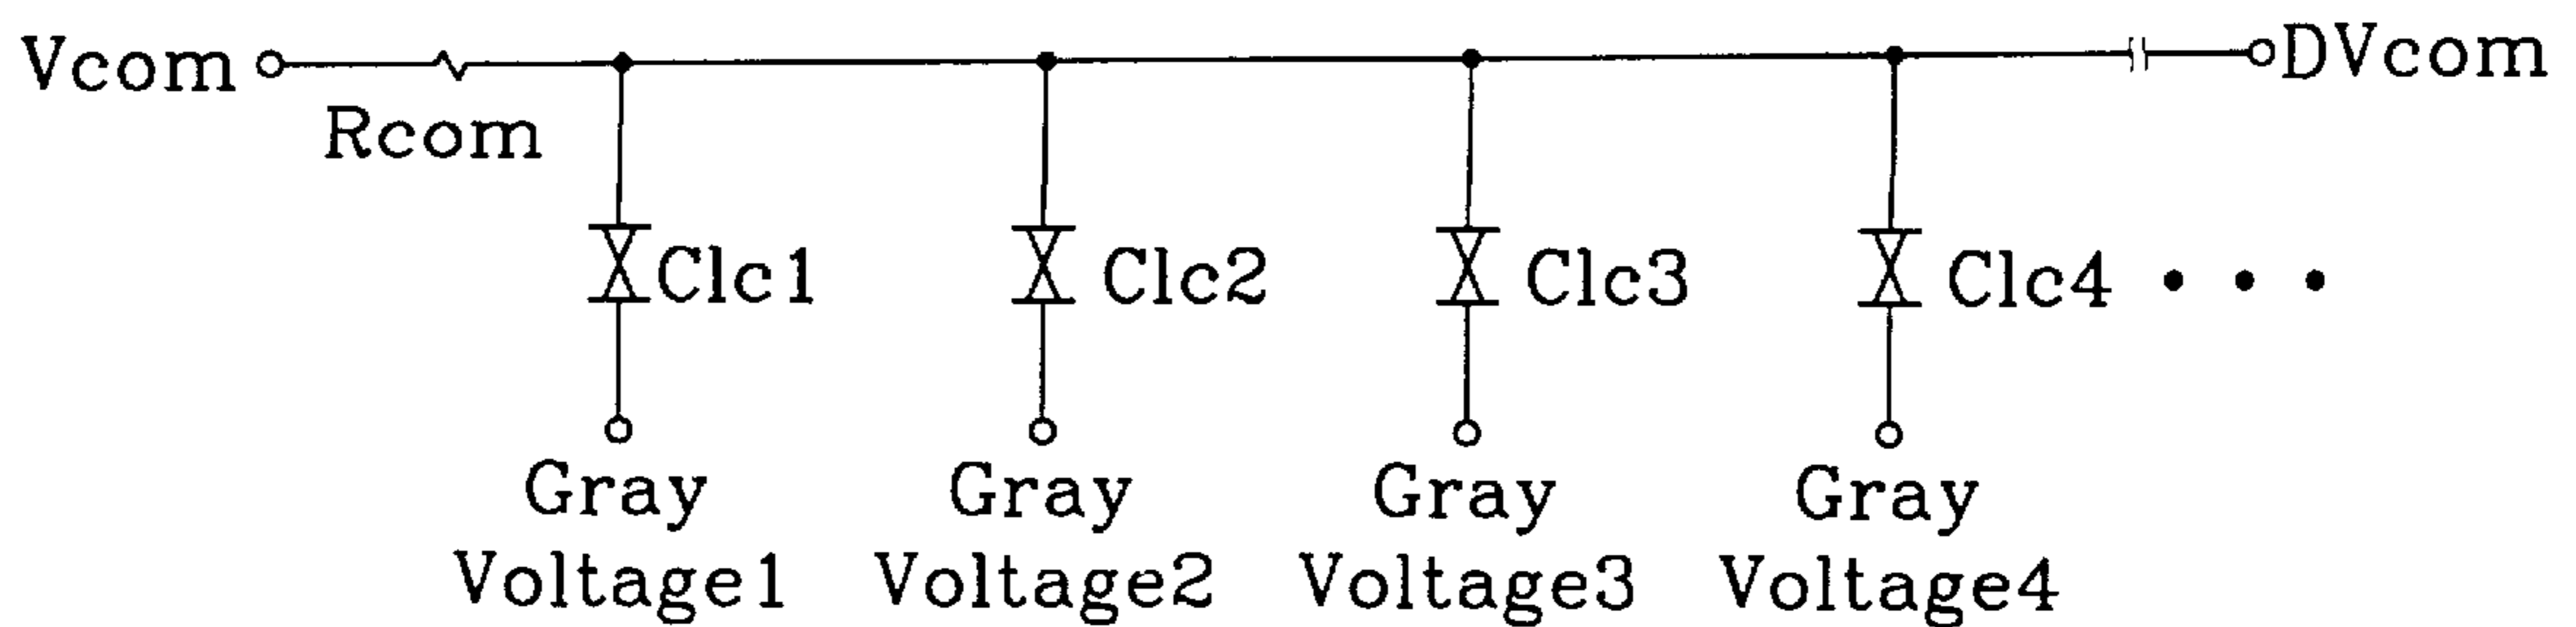 Vcom DVcom
Rcom
Clc1 Clc2 Clc3 Clc4 • • •
Gray Gray Gray Gray
Voltage1 Voltage2 Voltage3 Voltage4